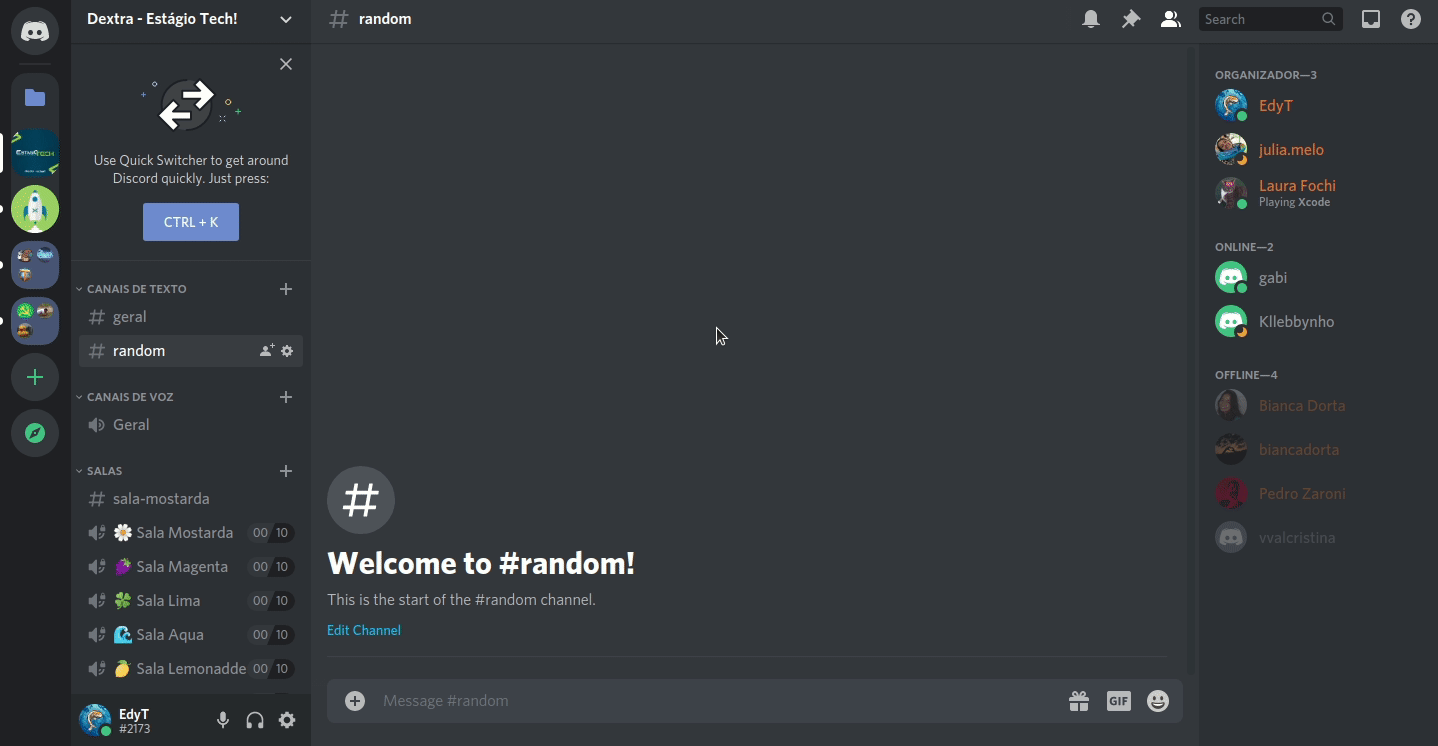 Dextra - Estágio Tech!
random
Search
Use Quick Switcher to get around
Discord quickly. Just press:
CTRL + K
CANAIS DE TEXTO
geral
random
CANAIS DE VOZ
Geral
SALAS
sala-mostarda
Sala Mostarda 00 10
Sala Magenta 00 10
Sala Lima 00 10
Sala Aqua 00 10
Sala Lemonadde 00 10
EdyT
#2173
Welcome to #random!
This is the start of the #random channel.
Edit Channel
Message #random
GIF
ORGANIZADOR—3
EdyT
julia.melo
Laura Fochi
Playing Xcode
ONLINE—2
gabi
Kllebbynho
OFFLINE—4
Bianca Dorta
biancadorta
Pedro Zaroni
vvalcristina